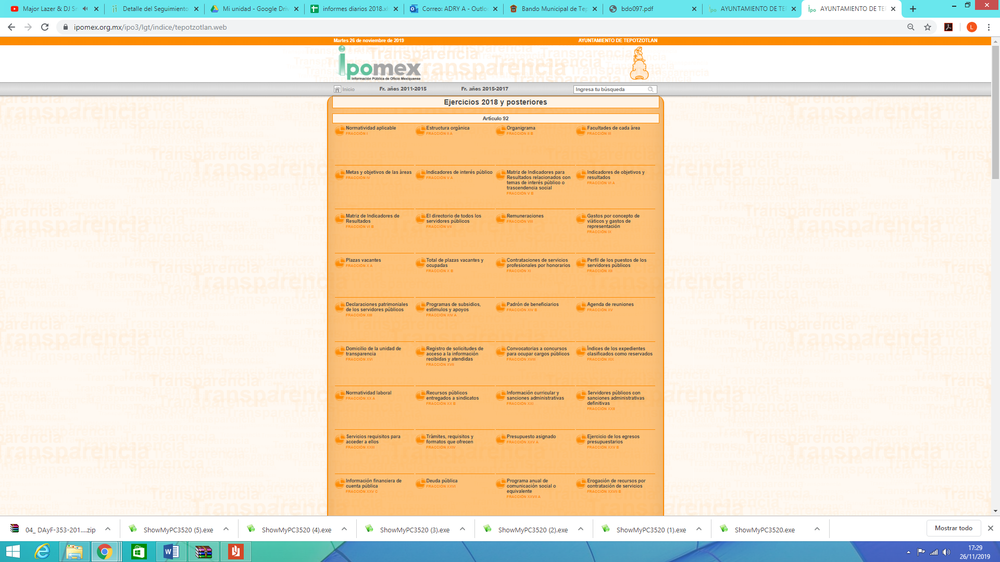 Major Lazer & DJ Sn
Detalle del Seguimiento
Mi unidad - Google Driv
informes diarios 2018.xl
Correo: ADRY A - Outlo
Bando Municipal de Tep
bdo097.pdf
AYUNTAMIENTO DE TE
AYUNTAMIENTO DE TEP
ipomex.org.mx/ipo3/lgt/indice/tepotzotlan.web
L
Martes 26 de noviembre de 2019
AYUNTAMIENTO DE TEPOTZOTLAN
Transparencia
ipomex
Información Pública de Oficio Mexiquense
Inicio
Fr. años 2011-2015
Fr. años 2015-2017
Ingresa tu búsqueda
Ejercicios 2018 y posteriores
Artículo 92
Normatividad aplicable
FRACCIÓN I
Estructura orgánica
FRACCIÓN II A
Organigrama
FRACCIÓN II B
Facultades de cada área
FRACCIÓN III
Metas y objetivos de las áreas
FRACCIÓN IV
Indicadores de interés público
FRACCIÓN V A
Matriz de Indicadores para
Resultados relacionados con
temas de interés público o
trascendencia social
FRACCIÓN V B
Indicadores de objetivos y
resultados
FRACCIÓN VI A
Matriz de Indicadores de
Resultados
FRACCIÓN VI B
El directorio de todos los
servidores públicos
FRACCIÓN VII
Remuneraciones
FRACCIÓN VIII
Gastos por concepto de
viáticos y gastos de
representación
FRACCIÓN IX
Plazas vacantes
FRACCIÓN X A
Total de plazas vacantes y
ocupadas
FRACCIÓN X B
Contrataciones de servicios
profesionales por honorarios
FRACCIÓN XI
Perfil de los puestos de los
servidores públicos
FRACCIÓN XII
Declaraciones patrimoniales
de los servidores públicos
FRACCIÓN XIII
Programas de subsidios,
estímulos y apoyos
FRACCIÓN XIV A
Padrón de beneficiarios
FRACCIÓN XIV B
Agenda de reuniones
FRACCIÓN XV
Domicilio de la unidad de
transparencia
FRACCIÓN XVI
Registro de solicitudes de
acceso a la información
recibidas y atendidas
FRACCIÓN XVII
Convocatorias a concursos
para ocupar cargos públicos
FRACCIÓN XVIII
Índices de los expedientes
clasificados como reservados
FRACCIÓN XIX
Normatividad laboral
FRACCIÓN XX A
Recursos públicos
entregados a sindicatos
FRACCIÓN XX B
Información curricular y
sanciones administrativas
FRACCIÓN XXI
Servidores públicos con
sanciones administrativas
definitivas
FRACCIÓN XXII
Servicios requisitos para
acceder a ellos
FRACCIÓN XXIII
Trámites, requisitos y
formatos que ofrecen
FRACCIÓN XXIV
Presupuesto asignado
FRACCIÓN XXV A
Ejercicio de los egresos
presupuestarios
FRACCIÓN XXV B
Información financiera de
cuenta pública
FRACCIÓN XXV C
Deuda pública
FRACCIÓN XXVI
Programa anual de
comunicación social o
equivalente
FRACCIÓN XXVII A
Erogación de recursos por
contratación de servicios
FRACCIÓN XXVII B
04_ DAyF-353-201....zip
ShowMyPC3520 (5).exe
ShowMyPC3520 (4).exe
ShowMyPC3520 (3).exe
ShowMyPC3520 (2).exe
ShowMyPC3520 (1).exe
ShowMyPC3520.exe
Mostrar todo
17:29
26/11/2019